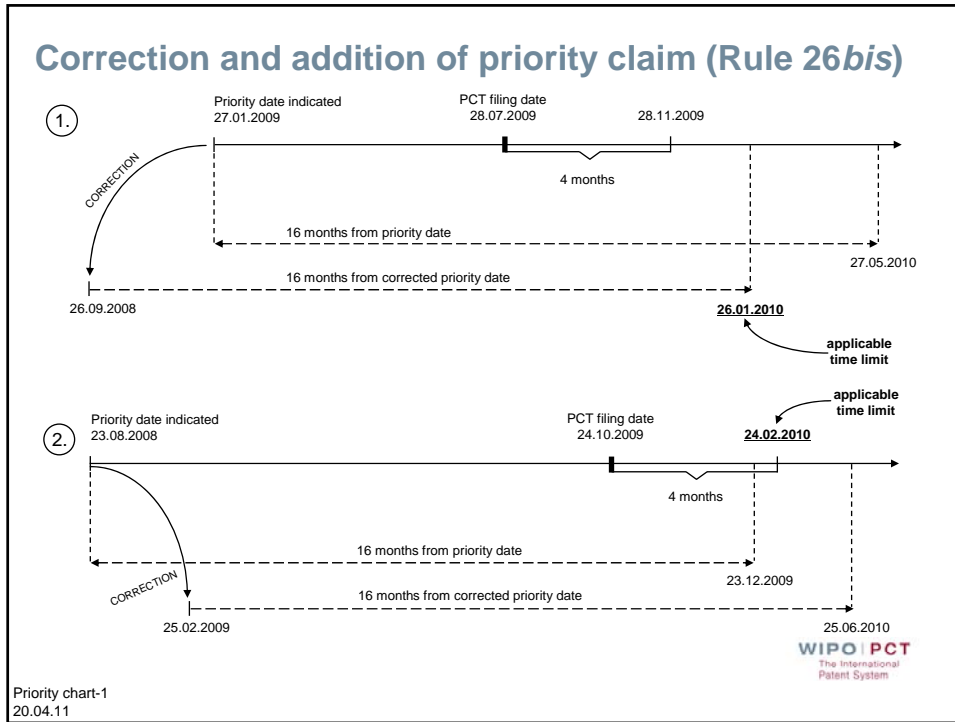 Correction and addition of priority claim (Rule 26bis)
1.
Priority date indicated
27.01.2009
PCT filing date
28.07.2009
28.11.2009
CORRECTION
4 months
16 months from priority date
27.05.2010
16 months from corrected priority date
26.09.2008
26.01.2010
applicable
time limit
applicable
time limit
2.
Priority date indicated
23.08.2008
PCT filing date
24.10.2009
24.02.2010
4 months
16 months from priority date
23.12.2009
CORRECTION
16 months from corrected priority date
25.02.2009
25.06.2010
WIPO | PCT
The International
Patent System
Priority chart-1
20.04.11